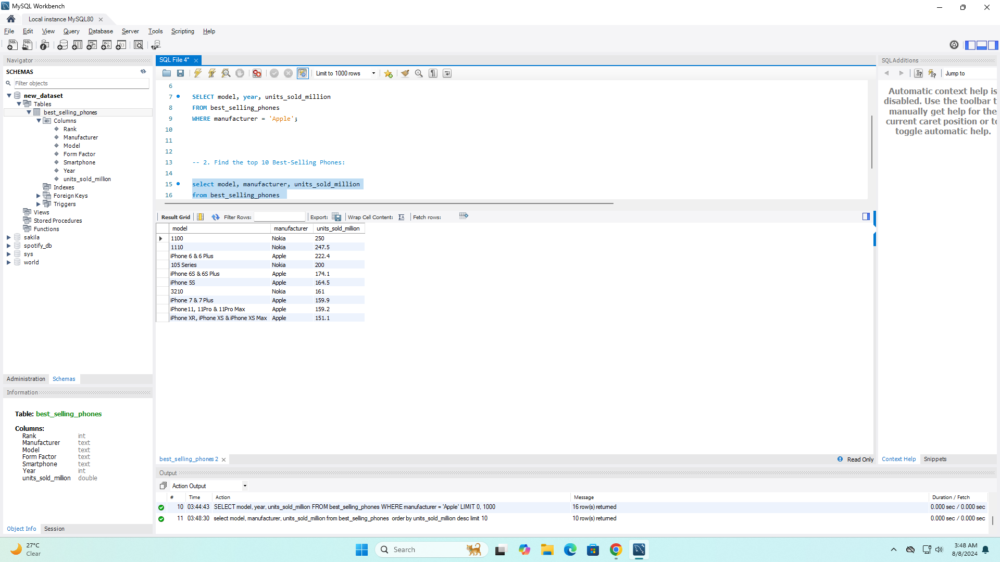 MySQL Workbench
Local instance MySQL80
File Edit View Query Database Server Tools Scripting Help
Navigator
SCHEMAS
Filter objects
new_dataset
Tables
best_selling_phones
Columns
Rank
Manufacturer
Model
Form Factor
Smartphone
Year
units_sold_million
Indexes
Foreign Keys
Triggers
Views
Stored Procedures
Functions
sakila
spotify_db
sys
world
Administration Schemas
Information
Table: best_selling_phones
Columns:
Rank int
Manufacturer text
Model text
Form Factor text
Smartphone text
Year int
units_sold_million double
Object Info Session
SQL File 4*
Limit to 1000 rows
6
7 SELECT model, year, units_sold_million
8 FROM best_selling_phones
9 WHERE manufacturer = 'Apple';
10
11
12
13 -- 2. Find the top 10 Best-Selling Phones:
14
15 select model, manufacturer, units_sold_million
16 from best_selling_phones
Result Grid Filter Rows: Export: Wrap Cell Content: Fetch rows:
model manufacturer units_sold_million
1100 Nokia 250
1110 Nokia 247.5
iPhone 6 & 6 Plus Apple 222.4
105 Series Nokia 200
iPhone 6S & 6S Plus Apple 174.1
iPhone 5S Apple 164.5
3210 Nokia 161
iPhone 7 & 7 Plus Apple 159.9
iPhone11, 11Pro & 11Pro Max Apple 159.2
iPhone XR, iPhone XS & iPhone XS Max Apple 151.1
best_selling_phones 2
Read Only
Output
Action Output
# Time Action Message Duration / Fetch
10 03:44:43 SELECT model, year, units_sold_million FROM best_selling_phones WHERE manufacturer = 'Apple' LIMIT 0, 1000 16 row(s) returned 0.000 sec / 0.000 sec
11 03:48:30 select model, manufacturer, units_sold_million from best_selling_phones order by units_sold_million desc limit 10 10 row(s) returned 0.000 sec / 0.000 sec
SQLAdditions
Jump to
Automatic context help is
disabled. Use the toolbar t
manually get help for the
current caret position or to
toggle automatic help.
Context Help Snippets
27°C
Clear
Search
3:48 AM
8/8/2024